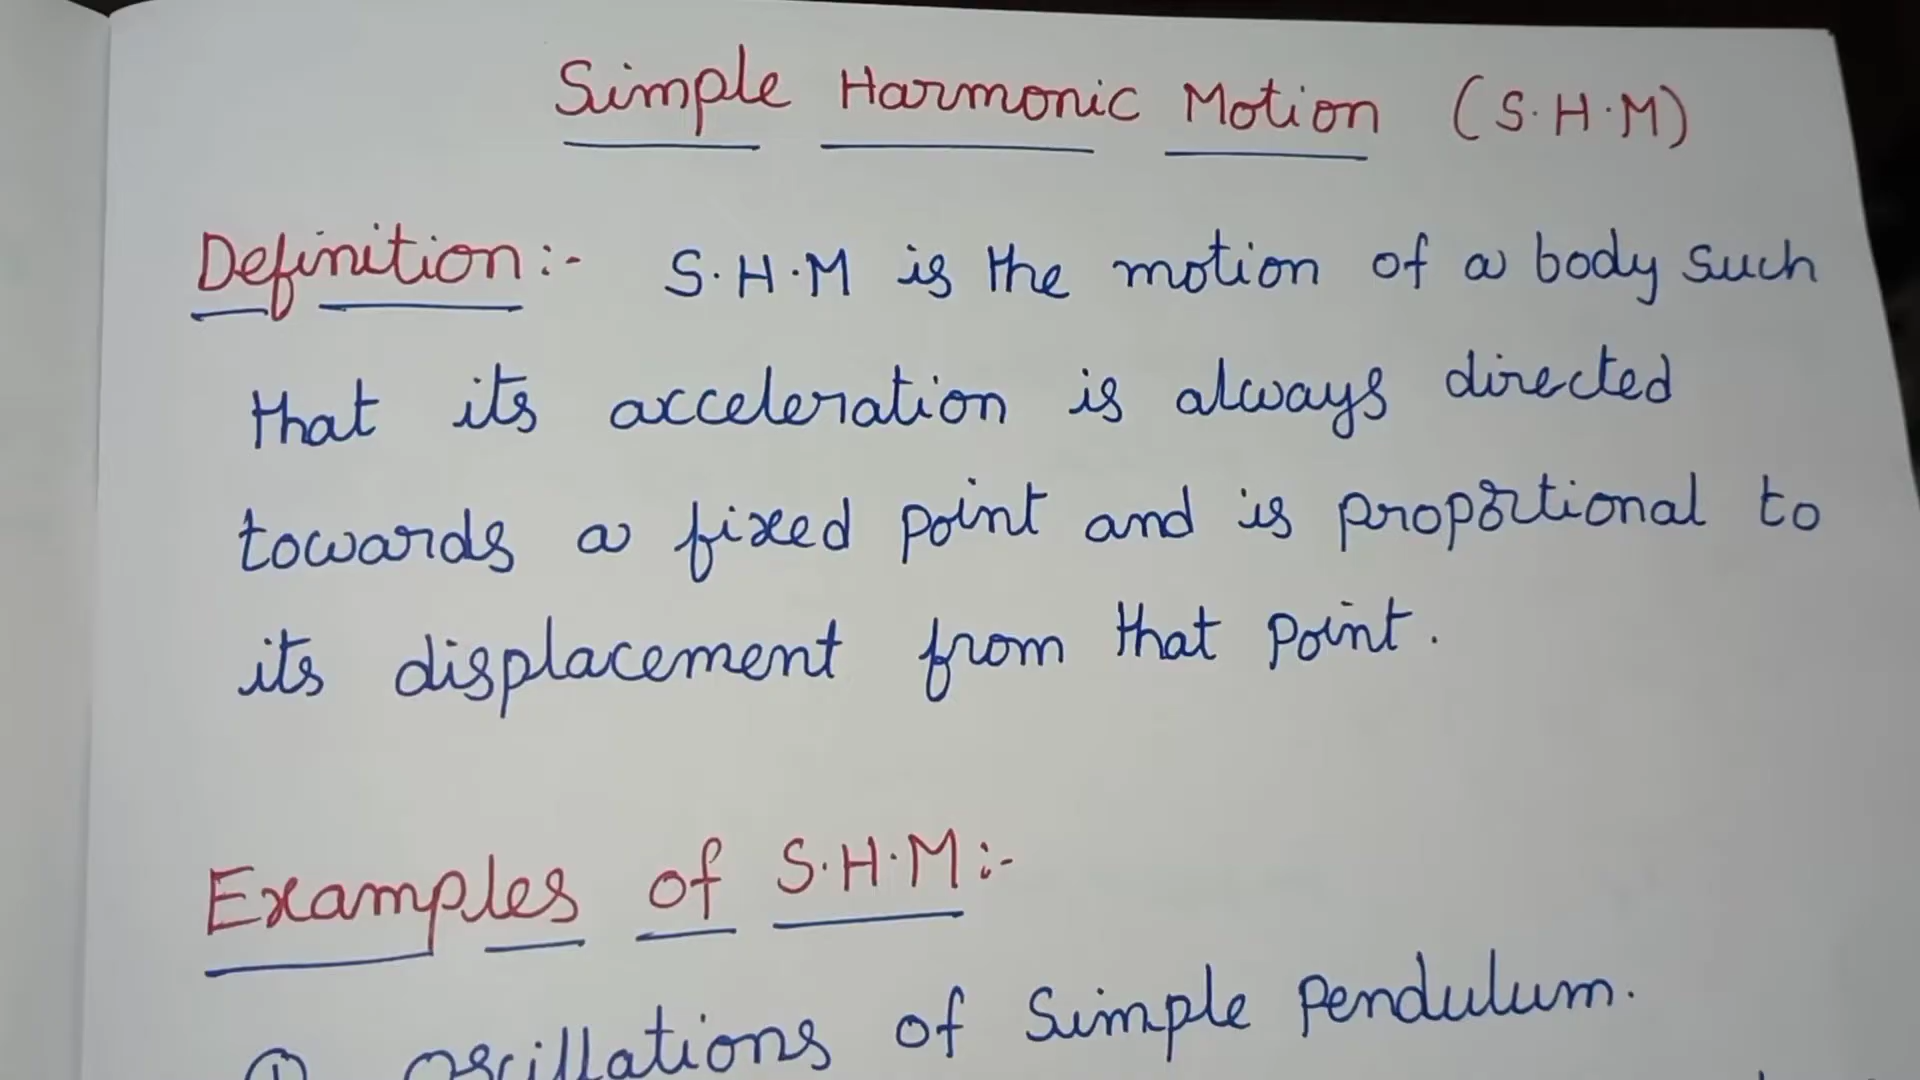 Simple Harmonic Motion (S.H.M)
Definition:- S.H.M is the motion of a body such
that its acceleration is always directed
towards a fixed point and is proportional to
its displacement from that point.
Examples of S.H.M:-
① oscillations of Simple Pendulum.